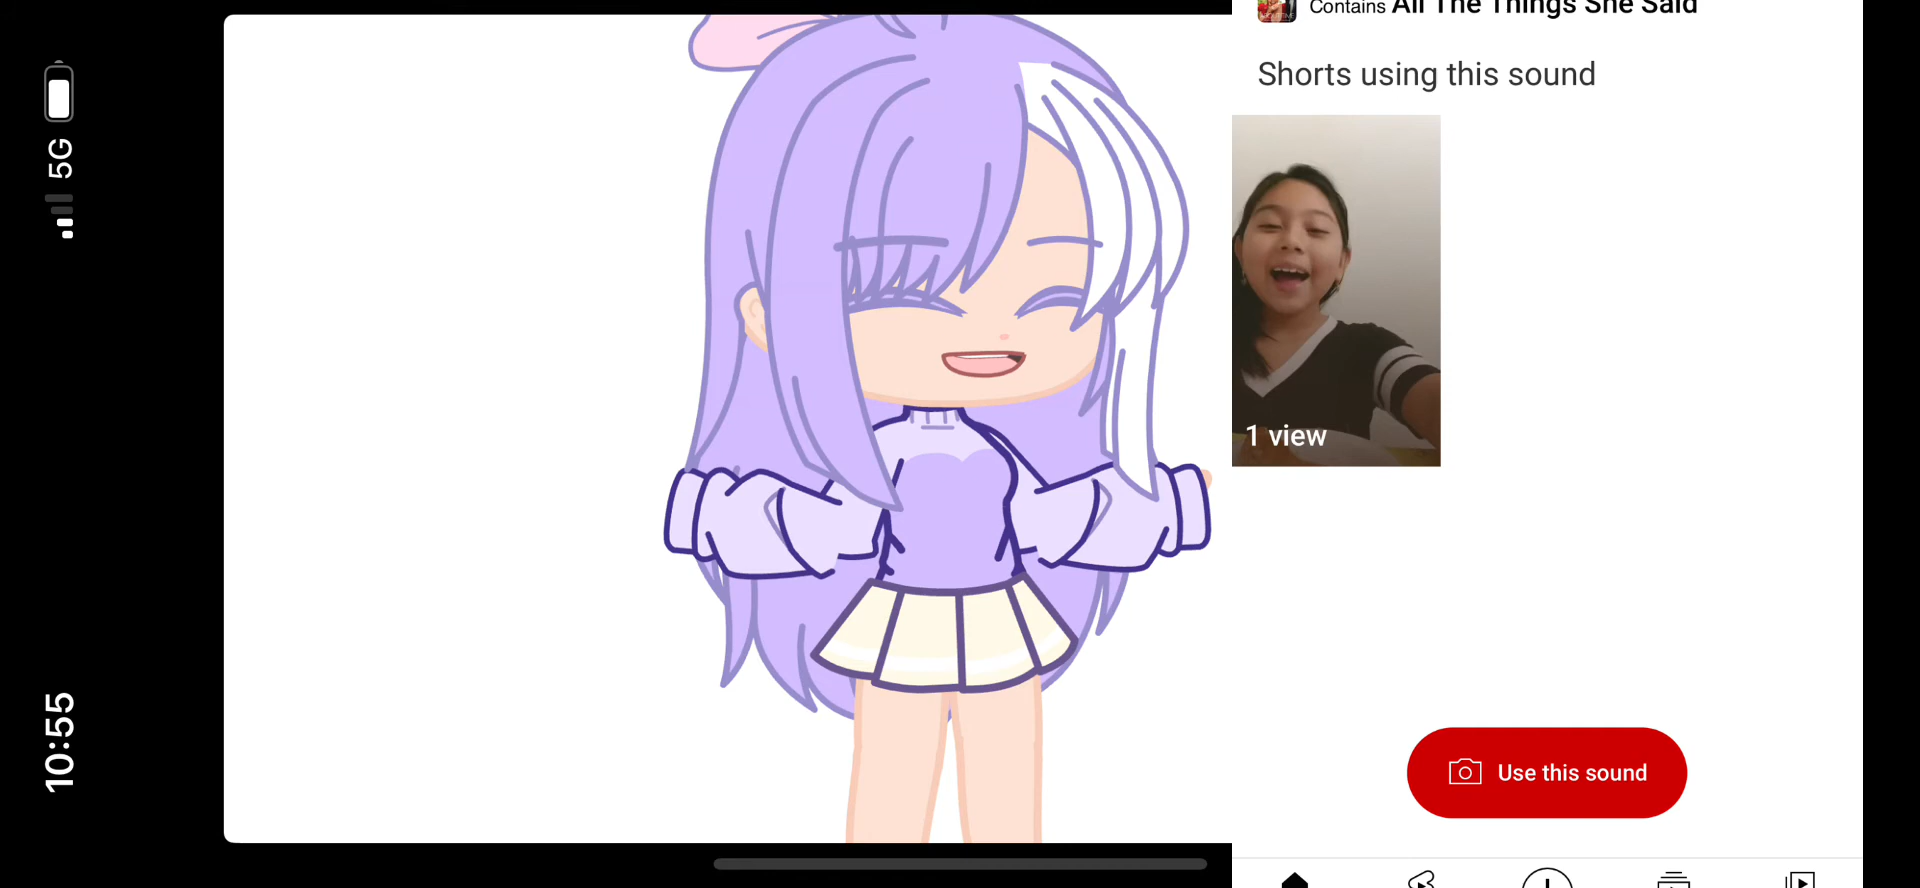 5G
10:55
Contains All The Things She Said
Shorts using this sound
1 view
Use this sound